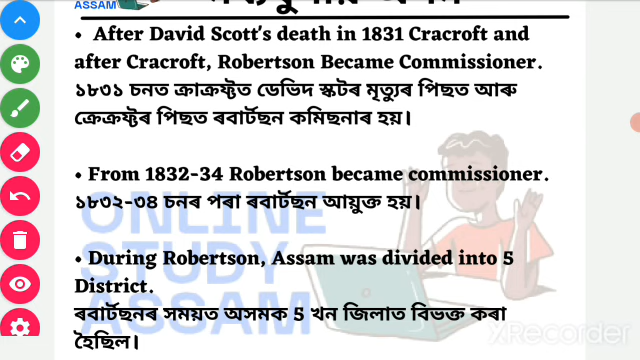 ASSAM
• After David Scott's death in 1831 Cracroft and
after Cracroft, Robertson Became Commissioner.
১৮৩১ চনত ক্ৰাক্ৰফ্টত ডেভিদ স্কটৰ মৃত্যুৰ পিছত আৰু
ক্ৰেক্ৰফ্টৰ পিছত ৰবাৰ্টছন কমিছনাৰ হয়।
• From 1832-34 Robertson became commissioner.
১৮৩২-৩৪ চনৰ পৰা ৰবাৰ্টছন আয়ুক্ত হয়।
• During Robertson, Assam was divided into 5
District.
ৰবাৰ্টছনৰ সময়ত অসমক 5 খন জিলাত বিভক্ত কৰা
হৈছিল।
ONLINE
STUDY
ASSAM
XRecorder